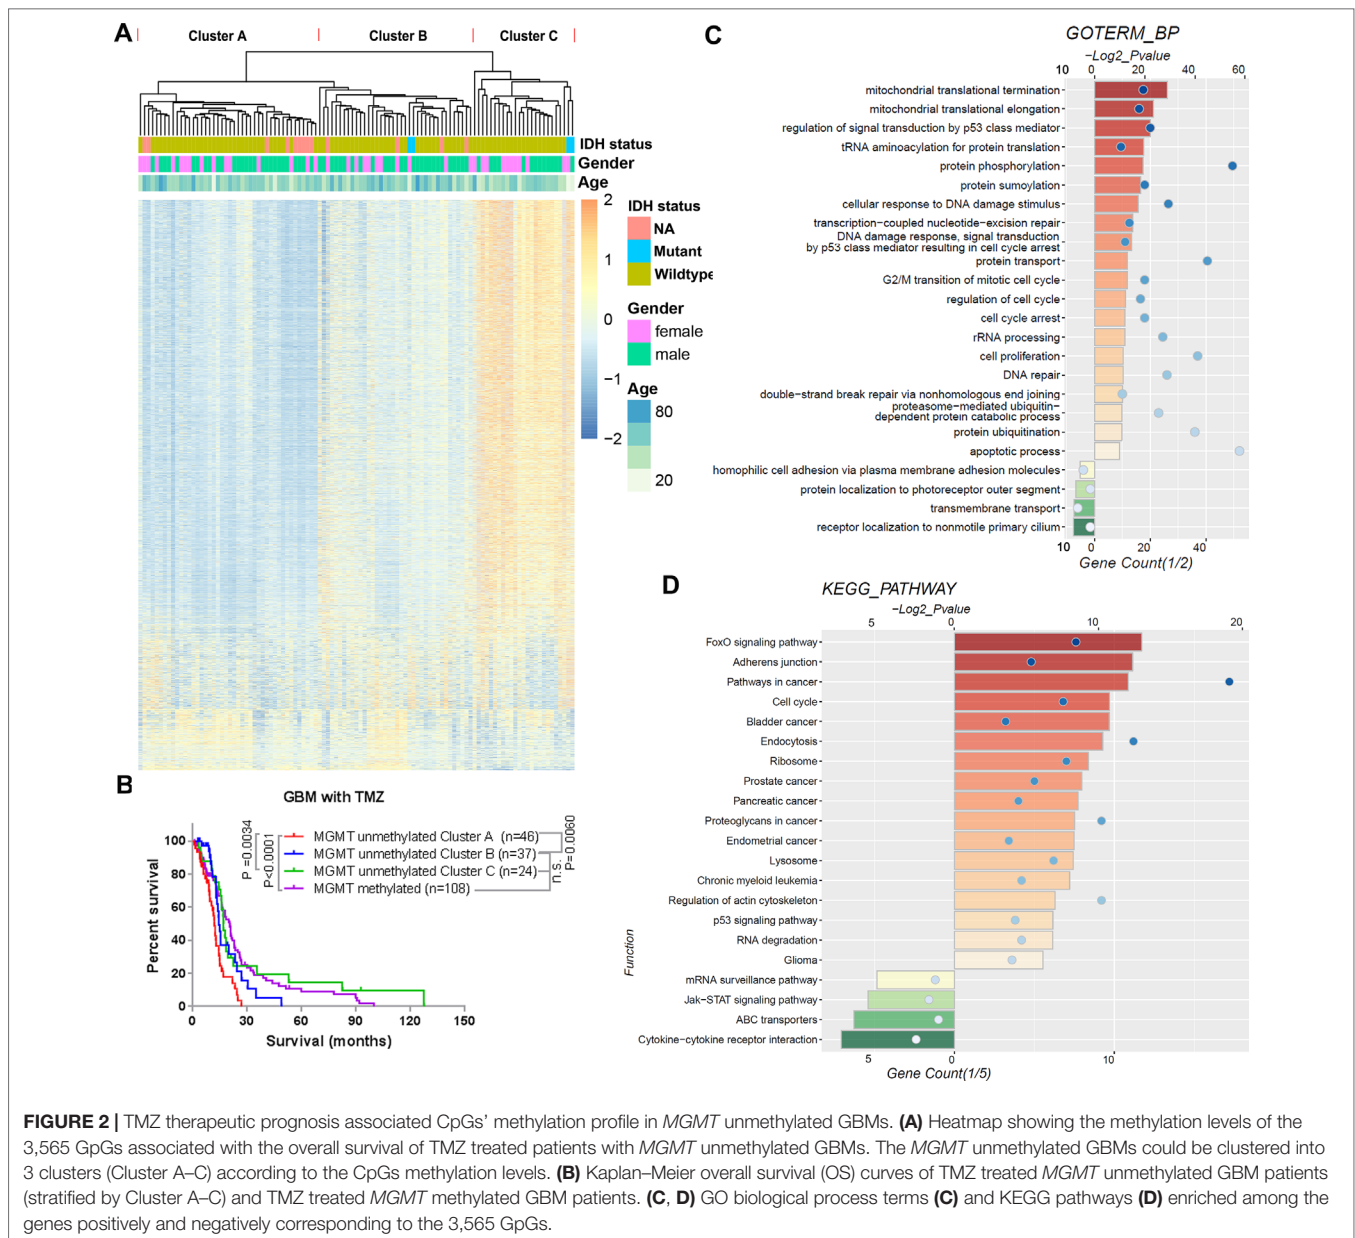 A
Cluster A
Cluster B
Cluster C
IDH status
Gender
Age
2
1
0
−1
−2
IDH status
NA
Mutant
Wildtype
Gender
female
male
Age
80
20
B
GBM with TMZ
Percent survival
100
80
60
40
20
0
0 30 60 90 120 150
Survival (months)
P =0.0034
P<0.0001
MGMT unmethylated Cluster A (n=46)
MGMT unmethylated Cluster B (n=37)
MGMT unmethylated Cluster C (n=24)
MGMT methylated (n=108)
n.s.
P=0.0060
C
GOTERM_BP
−Log2_Pvalue
10 0 20 40 60
mitochondrial translational termination
mitochondrial translational elongation
regulation of signal transduction by p53 class mediator
tRNA aminoacylation for protein translation
protein phosphorylation
protein sumoylation
cellular response to DNA damage stimulus
transcription−coupled nucleotide−excision repair
DNA damage response, signal transduction
by p53 class mediator resulting in cell cycle arrest
protein transport
G2/M transition of mitotic cell cycle
regulation of cell cycle
cell cycle arrest
rRNA processing
cell proliferation
DNA repair
double−strand break repair via nonhomologous end joining
proteasome−mediated ubiquitin−
dependent protein catabolic process
protein ubiquitination
apoptotic process
homophilic cell adhesion via plasma membrane adhesion molecules
protein localization to photoreceptor outer segment
transmembrane transport
receptor localization to nonmotile primary cilium
10 0 20 40
Gene Count(1/2)
D
KEGG_PATHWAY
−Log2_Pvalue
5 0 10 20
Function
FoxO signaling pathway
Adherens junction
Pathways in cancer
Cell cycle
Bladder cancer
Endocytosis
Ribosome
Prostate cancer
Pancreatic cancer
Proteoglycans in cancer
Endometrial cancer
Lysosome
Chronic myeloid leukemia
Regulation of actin cytoskeleton
p53 signaling pathway
RNA degradation
Glioma
mRNA surveillance pathway
Jak−STAT signaling pathway
ABC transporters
Cytokine−cytokine receptor interaction
5 0 10
Gene Count(1/5)
FIGURE 2 | TMZ therapeutic prognosis associated CpGs’ methylation profile in MGMT unmethylated GBMs. (A) Heatmap showing the methylation levels of the
3,565 GpGs associated with the overall survival of TMZ treated patients with MGMT unmethylated GBMs. The MGMT unmethylated GBMs could be clustered into
3 clusters (Cluster A–C) according to the CpGs methylation levels. (B) Kaplan–Meier overall survival (OS) curves of TMZ treated MGMT unmethylated GBM patients
(stratified by Cluster A–C) and TMZ treated MGMT methylated GBM patients. (C, D) GO biological process terms (C) and KEGG pathways (D) enriched among the
genes positively and negatively corresponding to the 3,565 GpGs.